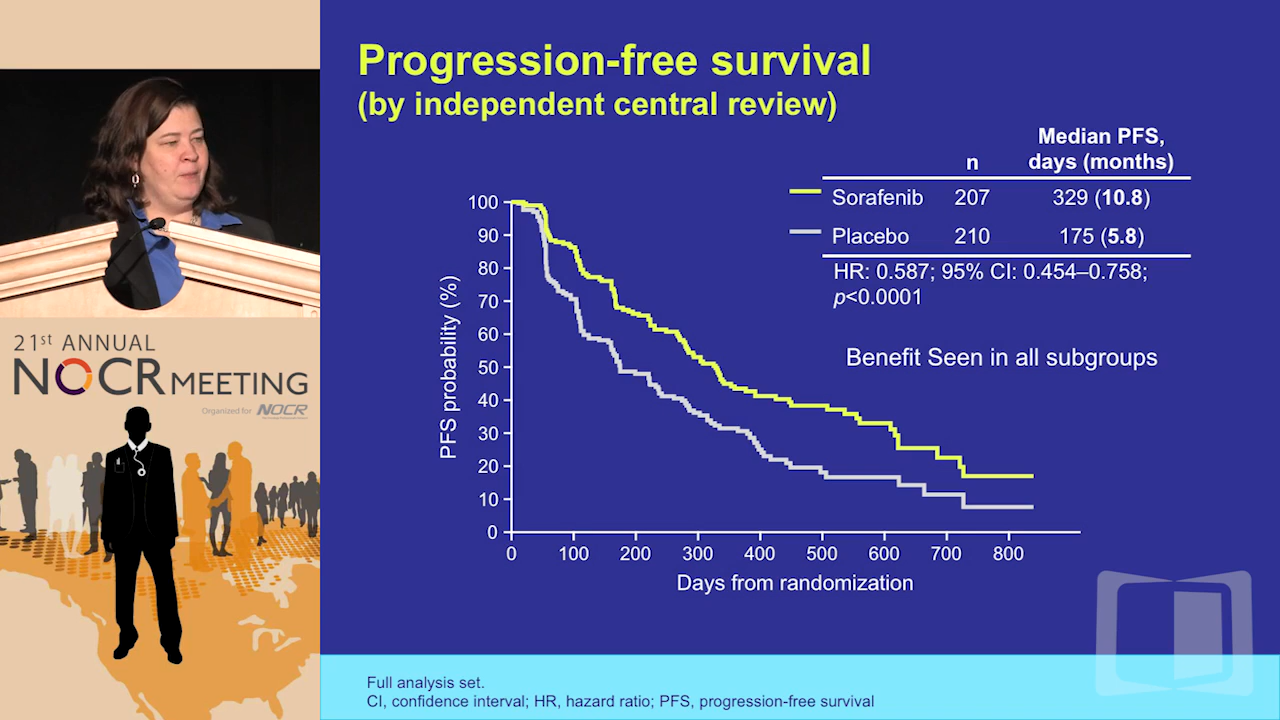 Progression-free survival
(by independent central review)
Median PFS,
n days (months)
Sorafenib 207 329 (10.8)
Placebo 210 175 (5.8)
HR: 0.587; 95% CI: 0.454–0.758;
p<0.0001
Benefit Seen in all subgroups
PFS probability (%)
100
90
80
70
60
50
40
30
20
10
0
0 100 200 300 400 500 600 700 800
Days from randomization
Full analysis set.
CI, confidence interval; HR, hazard ratio; PFS, progression-free survival
21st ANNUAL
NOCR MEETING
Organized for NOCR